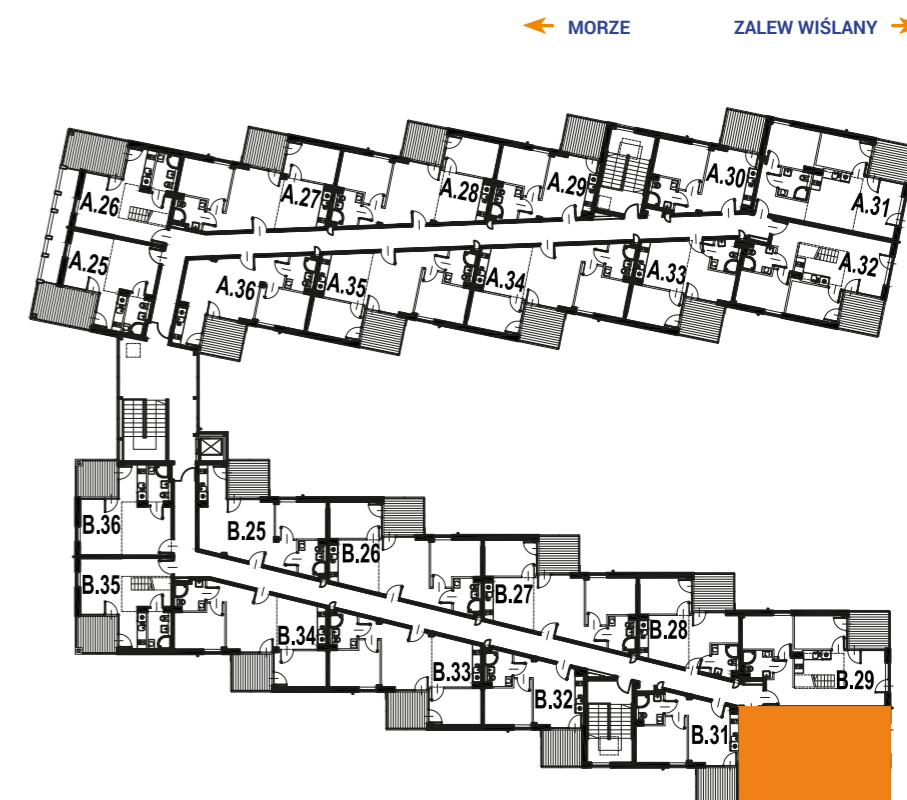 MORZE ZALEW WIŚLANY
A.26 A.27 A.28 A.29 A.30 A.31
A.25 A.36 A.35 A.34 A.33 A.32
B.36 B.25 B.26 B.27 B.28 B.29
B.35 B.34 B.33 B.32 B.31